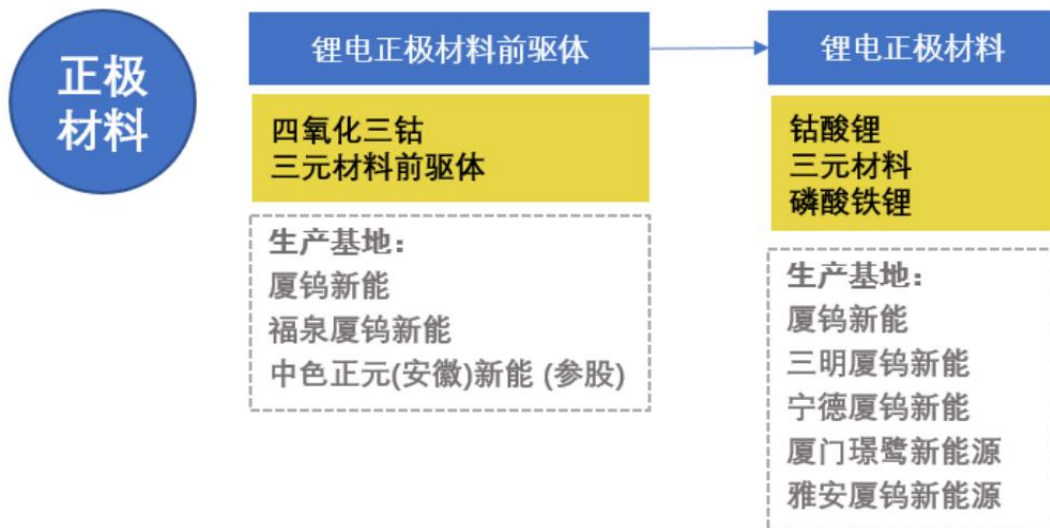 正极
材料
锂电正极材料前驱体
四氧化三钴
三元材料前驱体
生产基地：
厦钨新能
福泉厦钨新能
中色正元(安徽)新能 (参股)
锂电正极材料
钴酸锂
三元材料
磷酸铁锂
生产基地：
厦钨新能
三明厦钨新能
宁德厦钨新能
厦门璟鹭新能源
雅安厦钨新能源